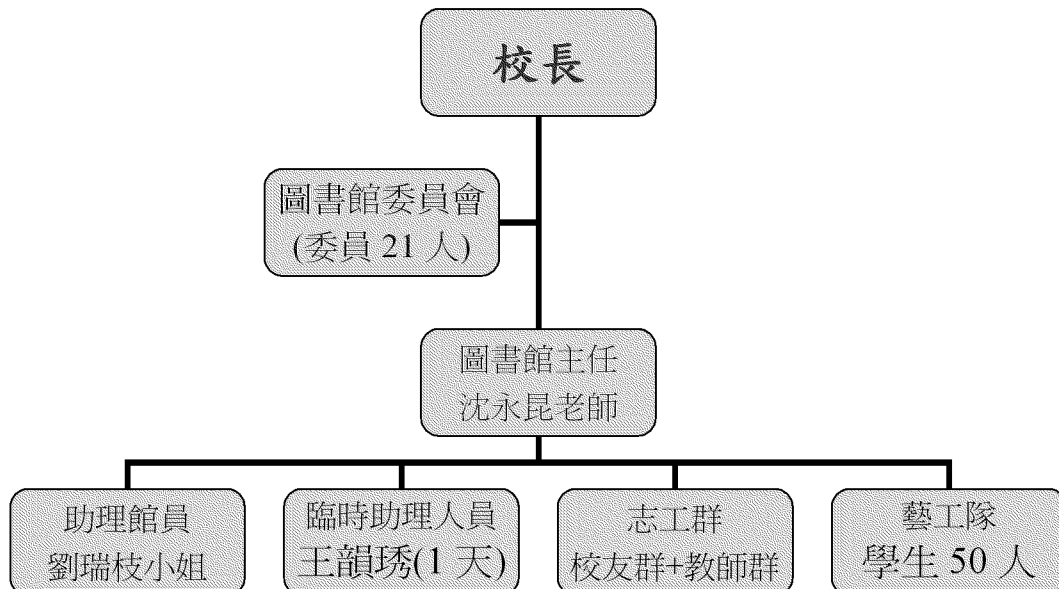 校長
圖書館委員會
(委員 21 人)
圖書館主任
沈永昆老師
助理館員
劉瑞枝小姐
臨時助理人員
王韻琇(1 天)
志工群
校友群+教師群
藝工隊
學生 50 人